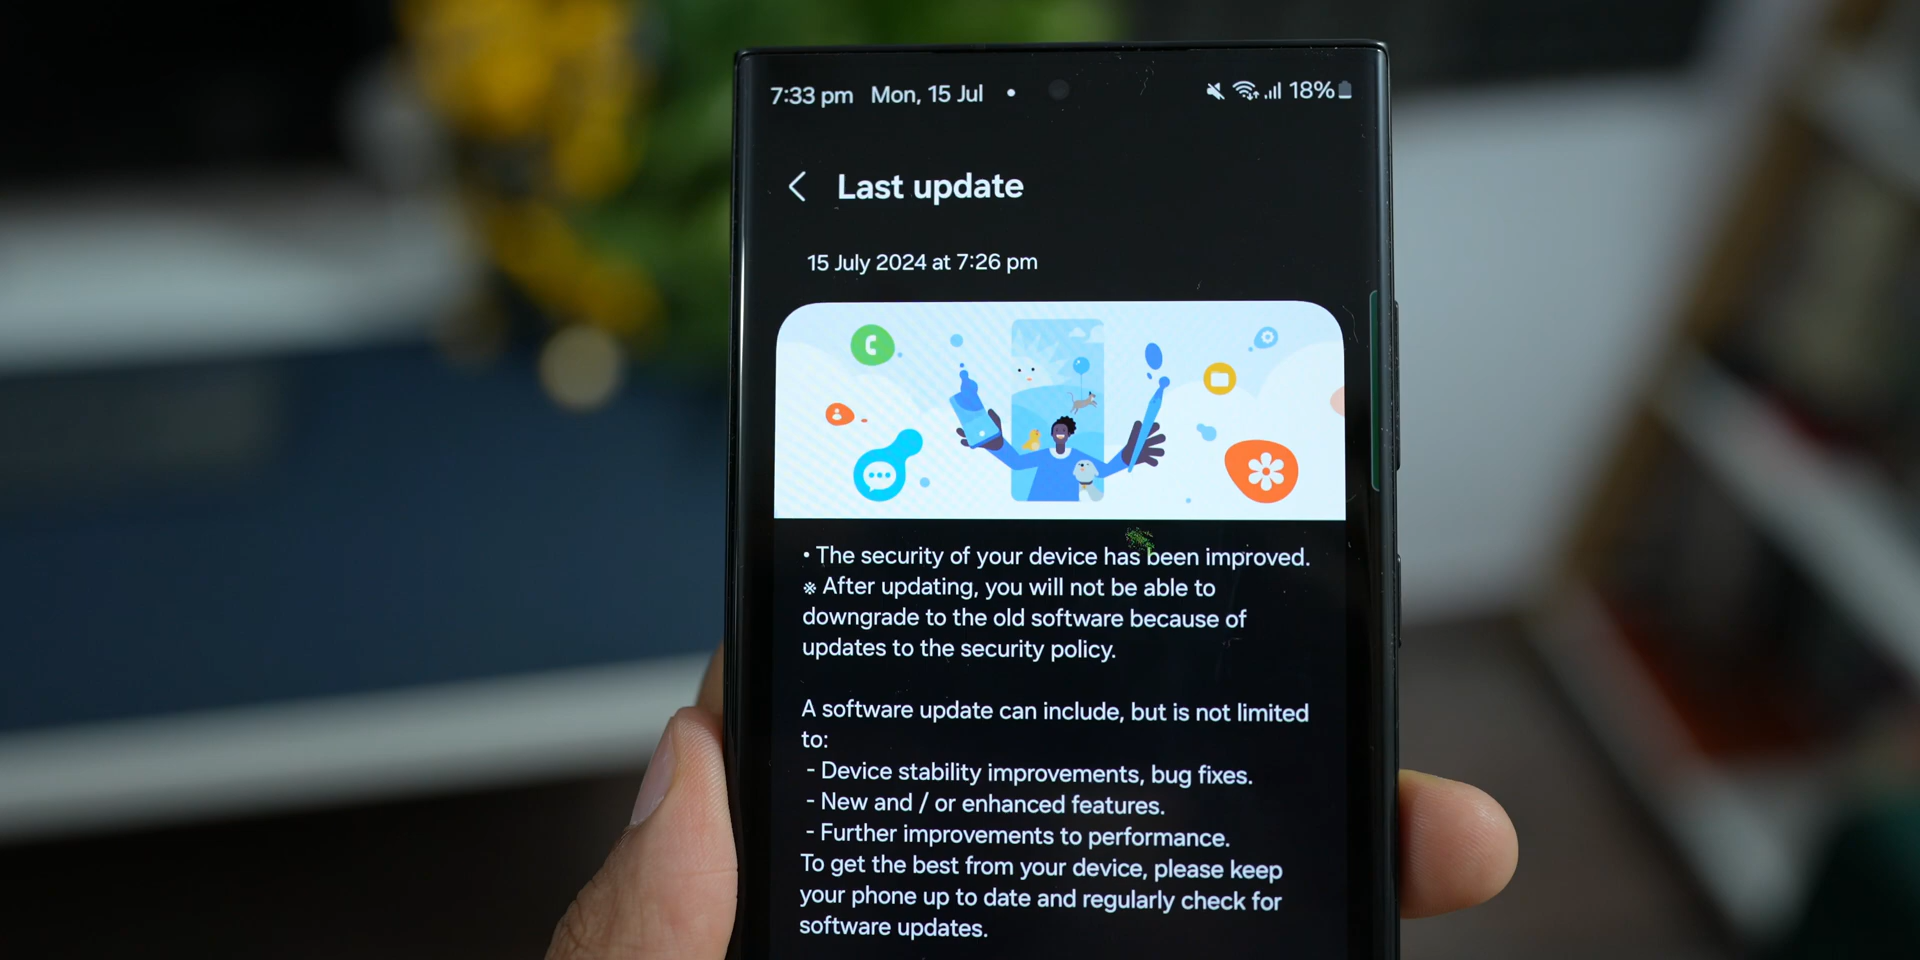 7:33 pm Mon, 15 Jul • 18%
Last update
15 July 2024 at 7:26 pm
• The security of your device has been improved.
※ After updating, you will not be able to
downgrade to the old software because of
updates to the security policy.
A software update can include, but is not limited
to:
- Device stability improvements, bug fixes.
- New and / or enhanced features.
- Further improvements to performance.
To get the best from your device, please keep
your phone up to date and regularly check for
software updates.